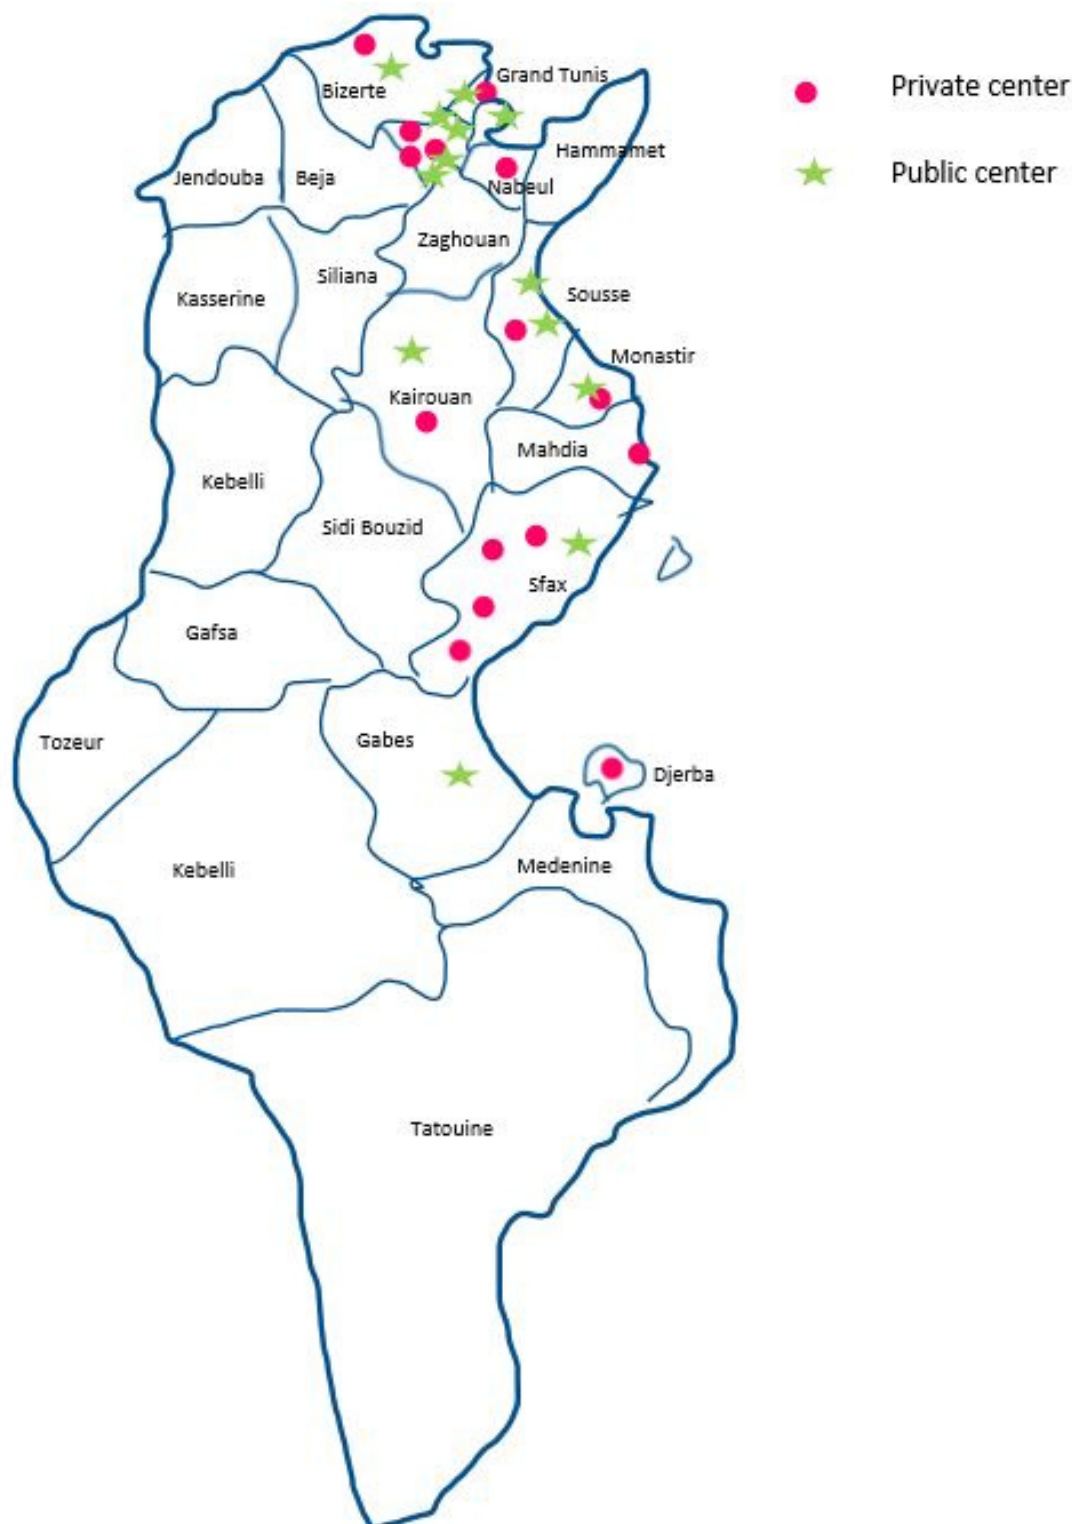 Grand Tunis
Private center
Bizerte
Hammamet
Public center
Jendouba
Beja
Nabeul
Zaghouan
Siliana
Kasserine
Sousse
Monastir
Kairouan
Mahdia
Kebelli
Sidi Bouzid
Sfax
Gafsa
Tozeur
Gabes
Djerba
Medenine
Kebelli
Tatouine